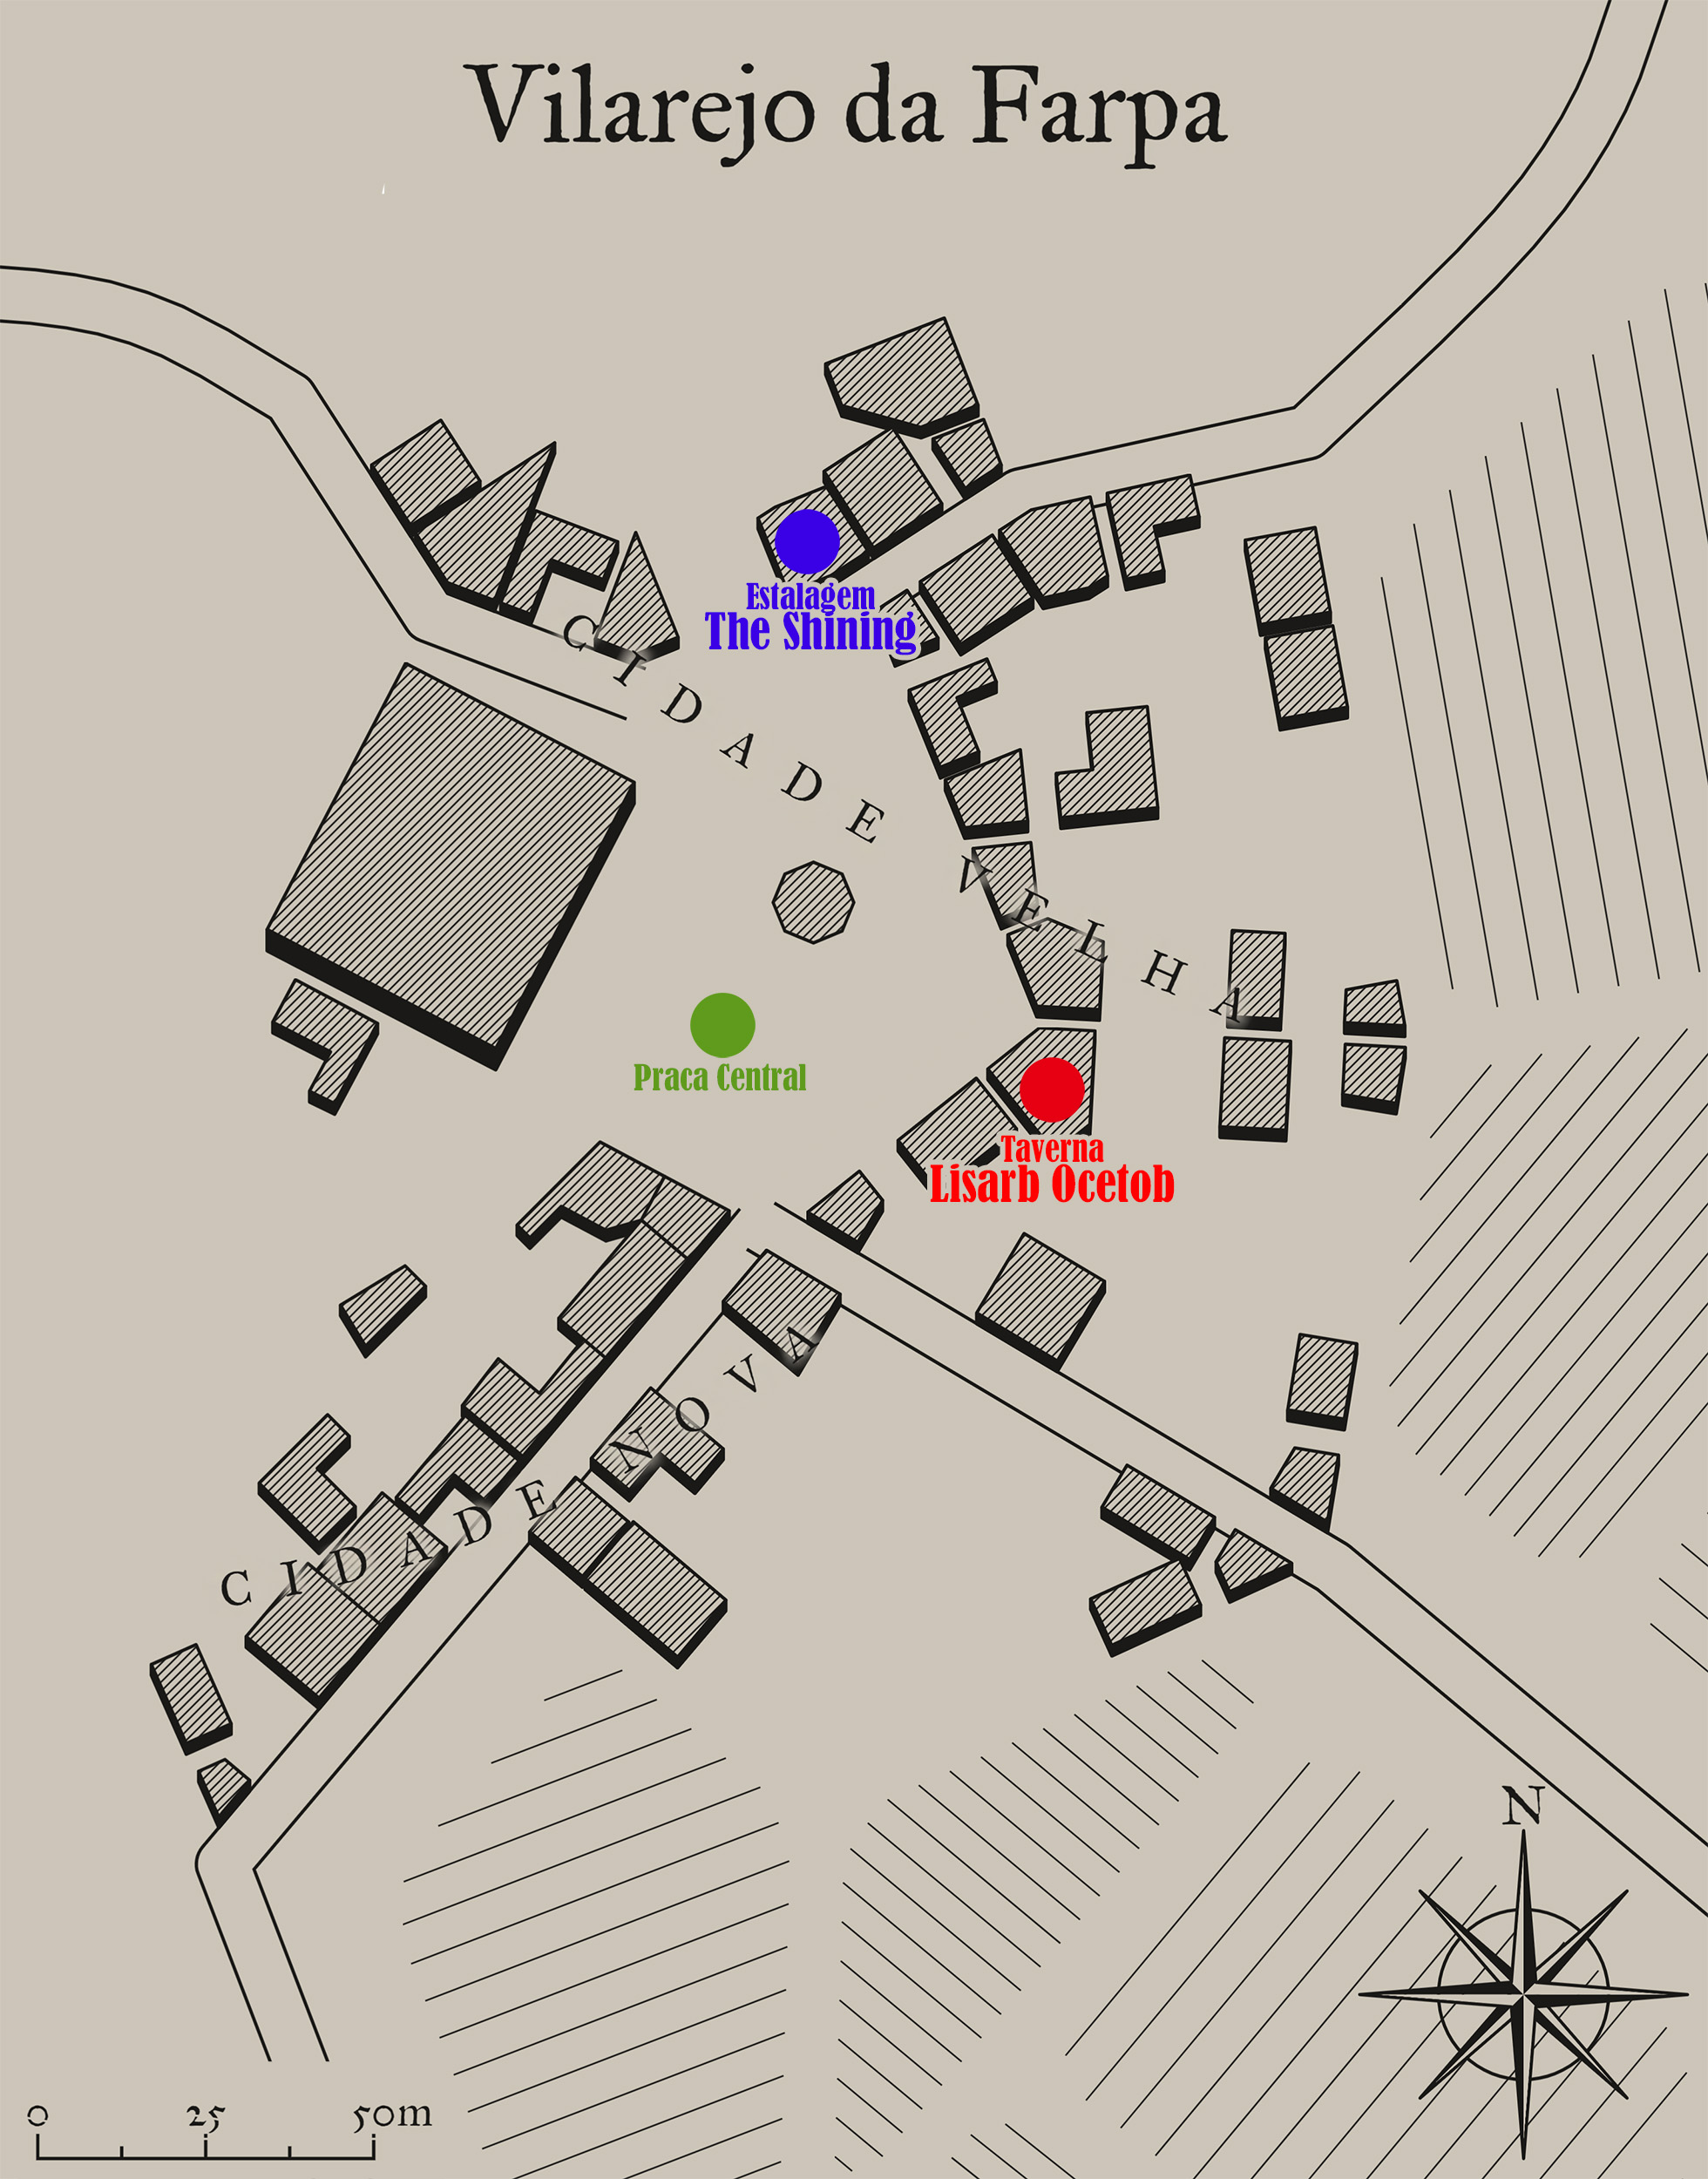 Vilarejo da Farpa
Estalagem
The Shining
CIDADE VELHA
Praca Central
Taverna
Lisarb Ocetob
CIDADE NOVA
N
0 25 50m